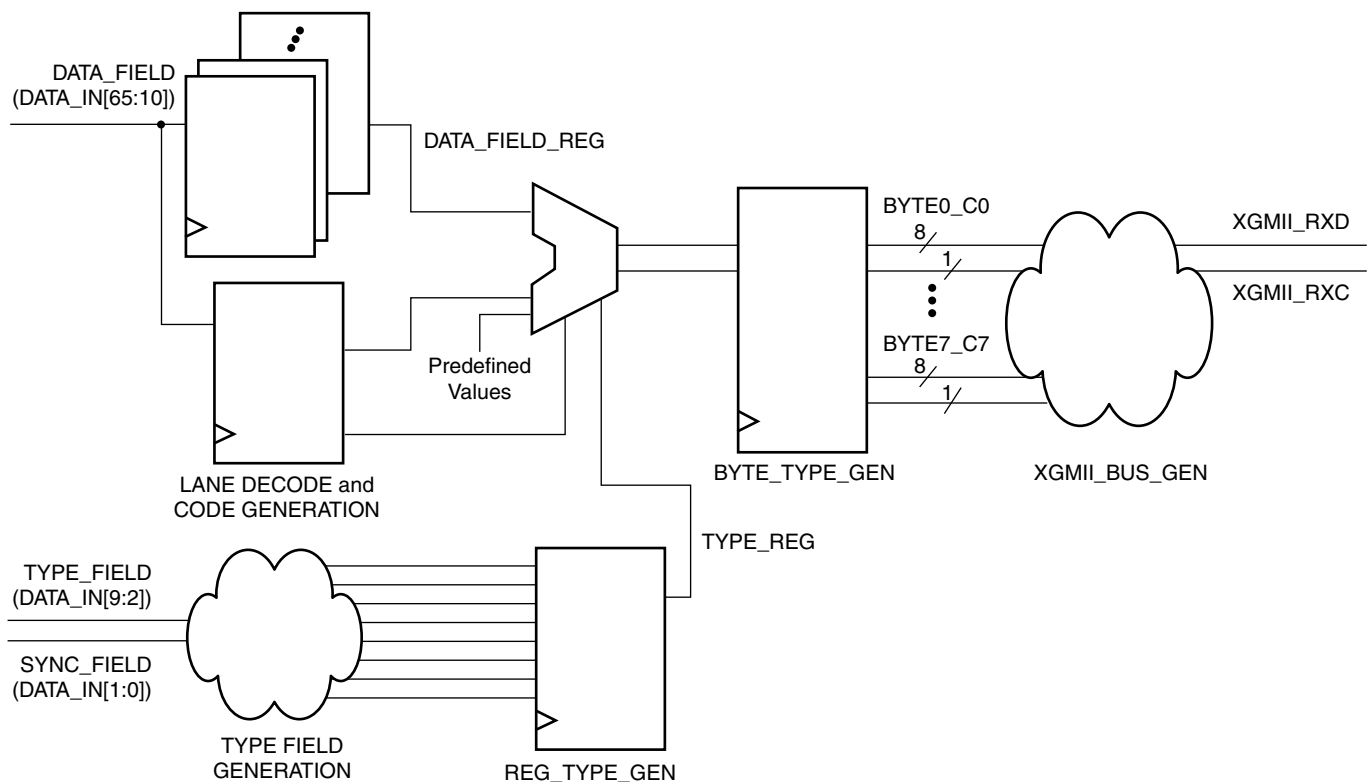 DATA_FIELD
(DATA_IN[65:10])
DATA_FIELD_REG
BYTE0_C0
8
1
XGMII_RXD
XGMII_RXC
Predefined
Values
BYTE7_C7
8
1
LANE DECODE and
CODE GENERATION
BYTE_TYPE_GEN
XGMII_BUS_GEN
TYPE_REG
TYPE_FIELD
(DATA_IN[9:2])
SYNC_FIELD
(DATA_IN[1:0])
TYPE FIELD
GENERATION
REG_TYPE_GEN